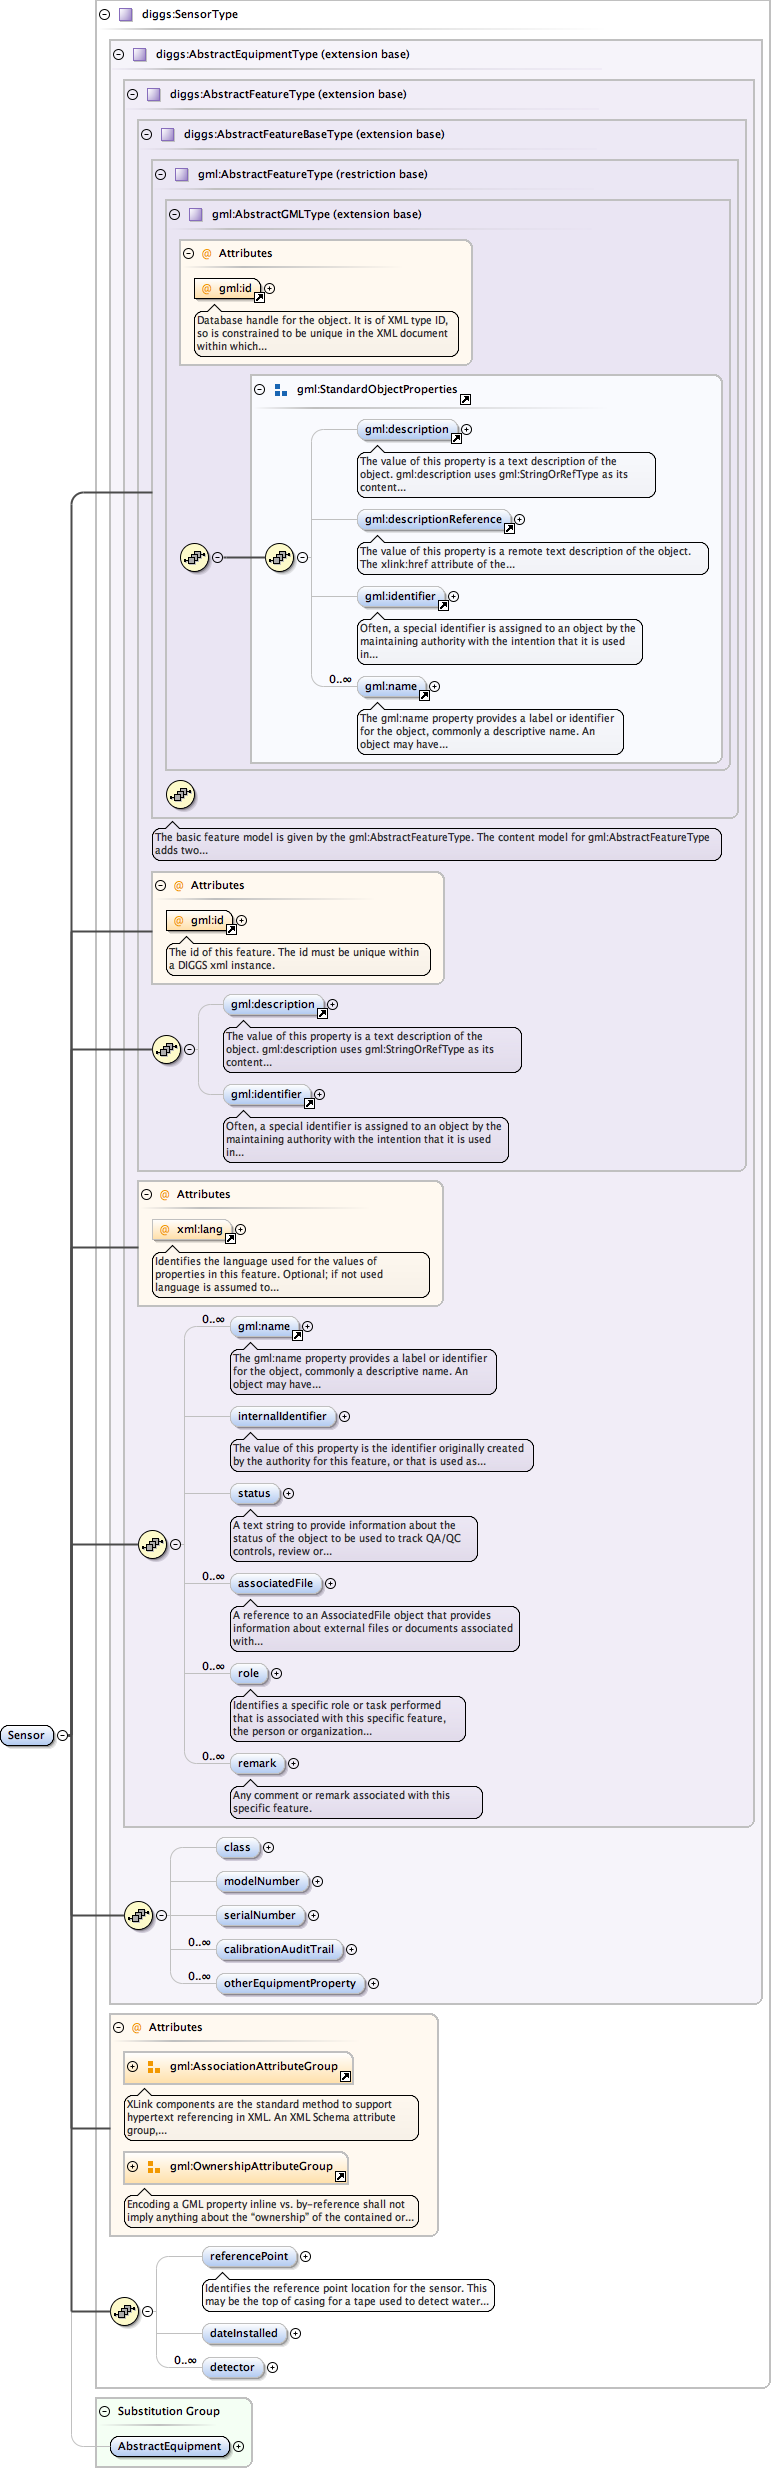 diggs:SensorType
diggs:AbstractEquipmentType (extension base)
diggs:AbstractFeatureType (extension base)
diggs:AbstractFeatureBaseType (extension base)
gml:AbstractFeatureType (restriction base)
gml:AbstractGMLType (extension base)
@ Attributes
@ gml:id
Database handle for the object. It is of XML type ID,
so is constrained to be unique in the XML document
within which...
gml:StandardObjectProperties
gml:description
The value of this property is a text description of the
object. gml:description uses gml:StringOrRefType as its
content...
gml:descriptionReference
The value of this property is a remote text description of the object.
The xlink:href attribute of the...
gml:identifier
Often, a special identifier is assigned to an object by the
maintaining authority with the intention that it is used
in...
0..∞
gml:name
The gml:name property provides a label or identifier
for the object, commonly a descriptive name. An
object may have...
The basic feature model is given by the gml:AbstractFeatureType. The content model for gml:AbstractFeatureType
adds two...
@ Attributes
@ gml:id
The id of this feature. The id must be unique within
a DIGGS xml instance.
gml:description
The value of this property is a text description of the
object. gml:description uses gml:StringOrRefType as its
content...
gml:identifier
Often, a special identifier is assigned to an object by the
maintaining authority with the intention that it is used
in...
@ Attributes
@ xml:lang
Identifies the language used for the values of
properties in this feature. Optional; if not used
language is assumed to...
0..∞
gml:name
The gml:name property provides a label or identifier
for the object, commonly a descriptive name. An
object may have...
internalIdentifier
The value of this property is the identifier originally created
by the authority for this feature, or that is used as...
status
A text string to provide information about the
status of the object to be used to track QA/QC
controls, review or...
0..∞
associatedFile
A reference to an AssociatedFile object that provides
information about external files or documents associated
with...
0..∞
role
Identifies a specific role or task performed
that is associated with this specific feature,
the person or organization...
Sensor
0..∞
remark
Any comment or remark associated with this
specific feature.
class
modelNumber
serialNumber
0..∞
calibrationAuditTrail
0..∞
otherEquipmentProperty
@ Attributes
gml:AssociationAttributeGroup
XLink components are the standard method to support
hypertext referencing in XML. An XML Schema attribute
group,...
gml:OwnershipAttributeGroup
Encoding a GML property inline vs. by-reference shall not
imply anything about the “ownership” of the contained or...
referencePoint
Identifies the reference point location for the sensor. This
may be the top of casing for a tape used to detect water...
dateInstalled
0..∞
detector
Substitution Group
AbstractEquipment